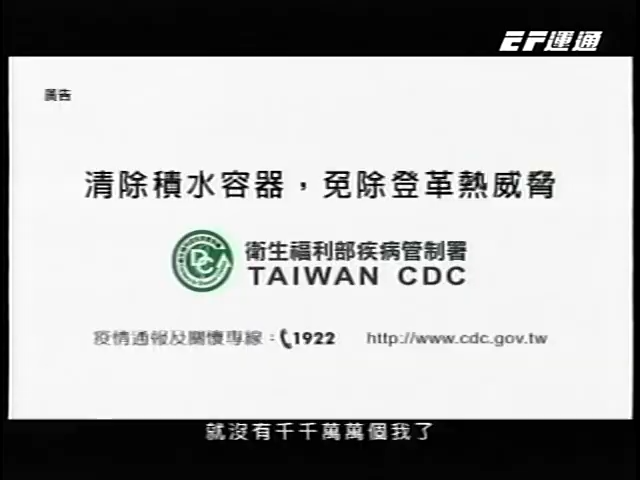 EF運通
廣告
清除積水容器，免除登革熱威脅
衛生福利部疾病管制署
TAIWAN CDC
疫情通報及關懷專線：1922 http://www.cdc.gov.tw
就沒有千千萬萬個我了